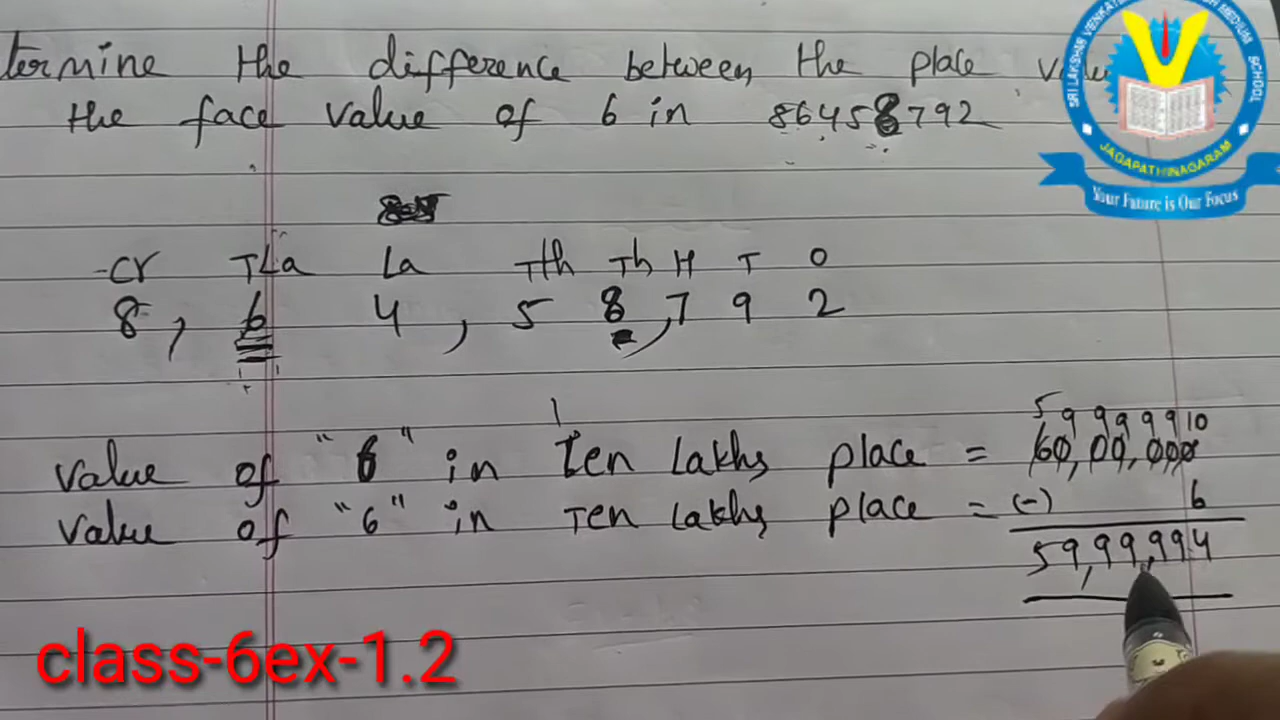 termine the difference between the place valu
the face value of 6 in 86458792
Cr TLa La Tth Th H T O
8, 6 4, 5 8, 7 9 2
5 9 9 9 9 9 10
value of "6" in Ten Lakhs place = 60,00,000
value of "6" in Ten Lakhs place = (-) 6
59,99,994
class-6ex-1.2
SRI LAKSHMI VENKATE
SH MEDIUM SCHOOL
JAGAPATHINAGARAM
Your Future is Our Focus